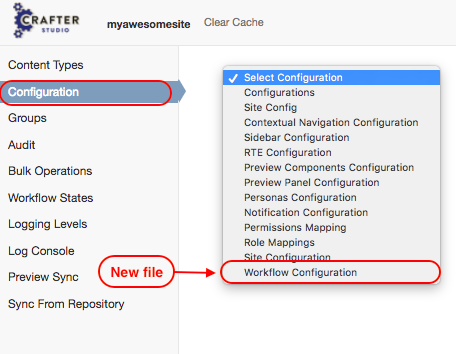 CRAFTER
STUDIO
myawesomesite
Clear Cache
Content Types
Configuration
Groups
Audit
Bulk Operations
Workflow States
Logging Levels
Log Console
Preview Sync
Sync From Repository
✓ Select Configuration
Configurations
Site Config
Contextual Navigation Configuration
Sidebar Configuration
RTE Configuration
Preview Components Configuration
Preview Panel Configuration
Personas Configuration
Notification Configuration
Permissions Mapping
Role Mappings
Site Configuration
Workflow Configuration
New file